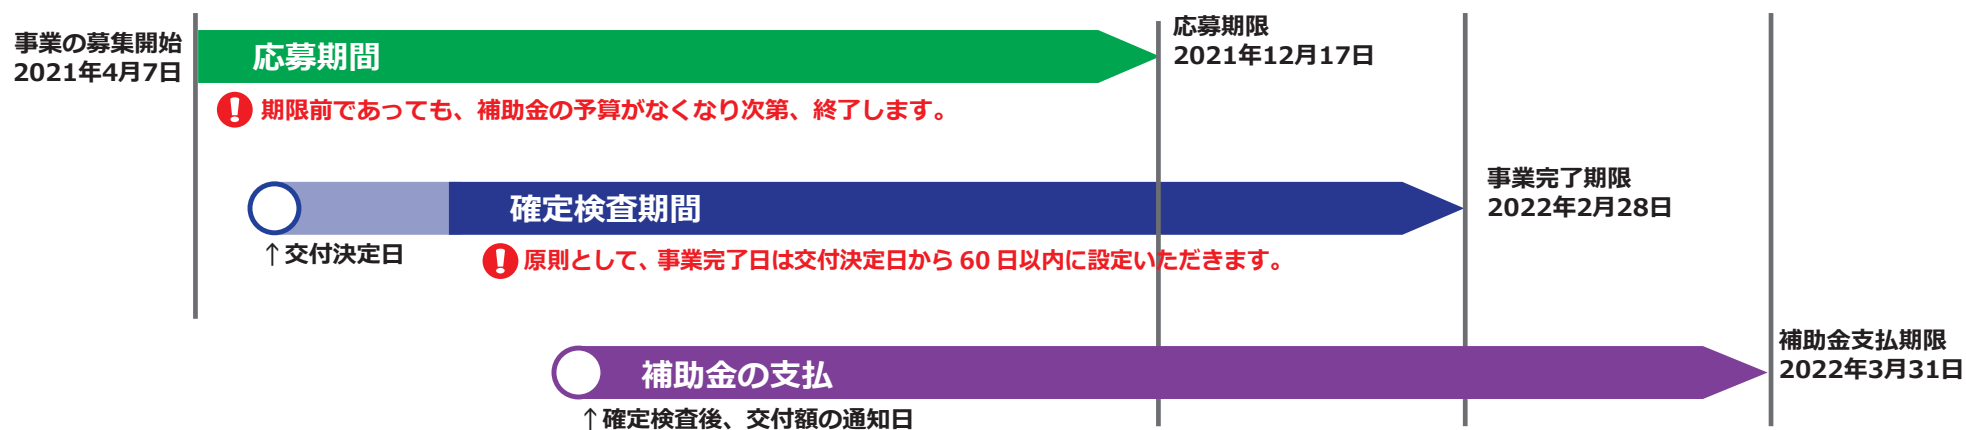 事業の募集開始
2021年4月7日
応募期間
応募期限
2021年12月17日
! 期限前であっても、補助金の予算がなくなり次第、終了します。
確定検査期間
事業完了期限
2022年2月28日
↑交付決定日
! 原則として、事業完了日は交付決定日から 60 日以内に設定いただきます。
補助金の支払
補助金支払期限
2022年3月31日
↑確定検査後、交付額の通知日